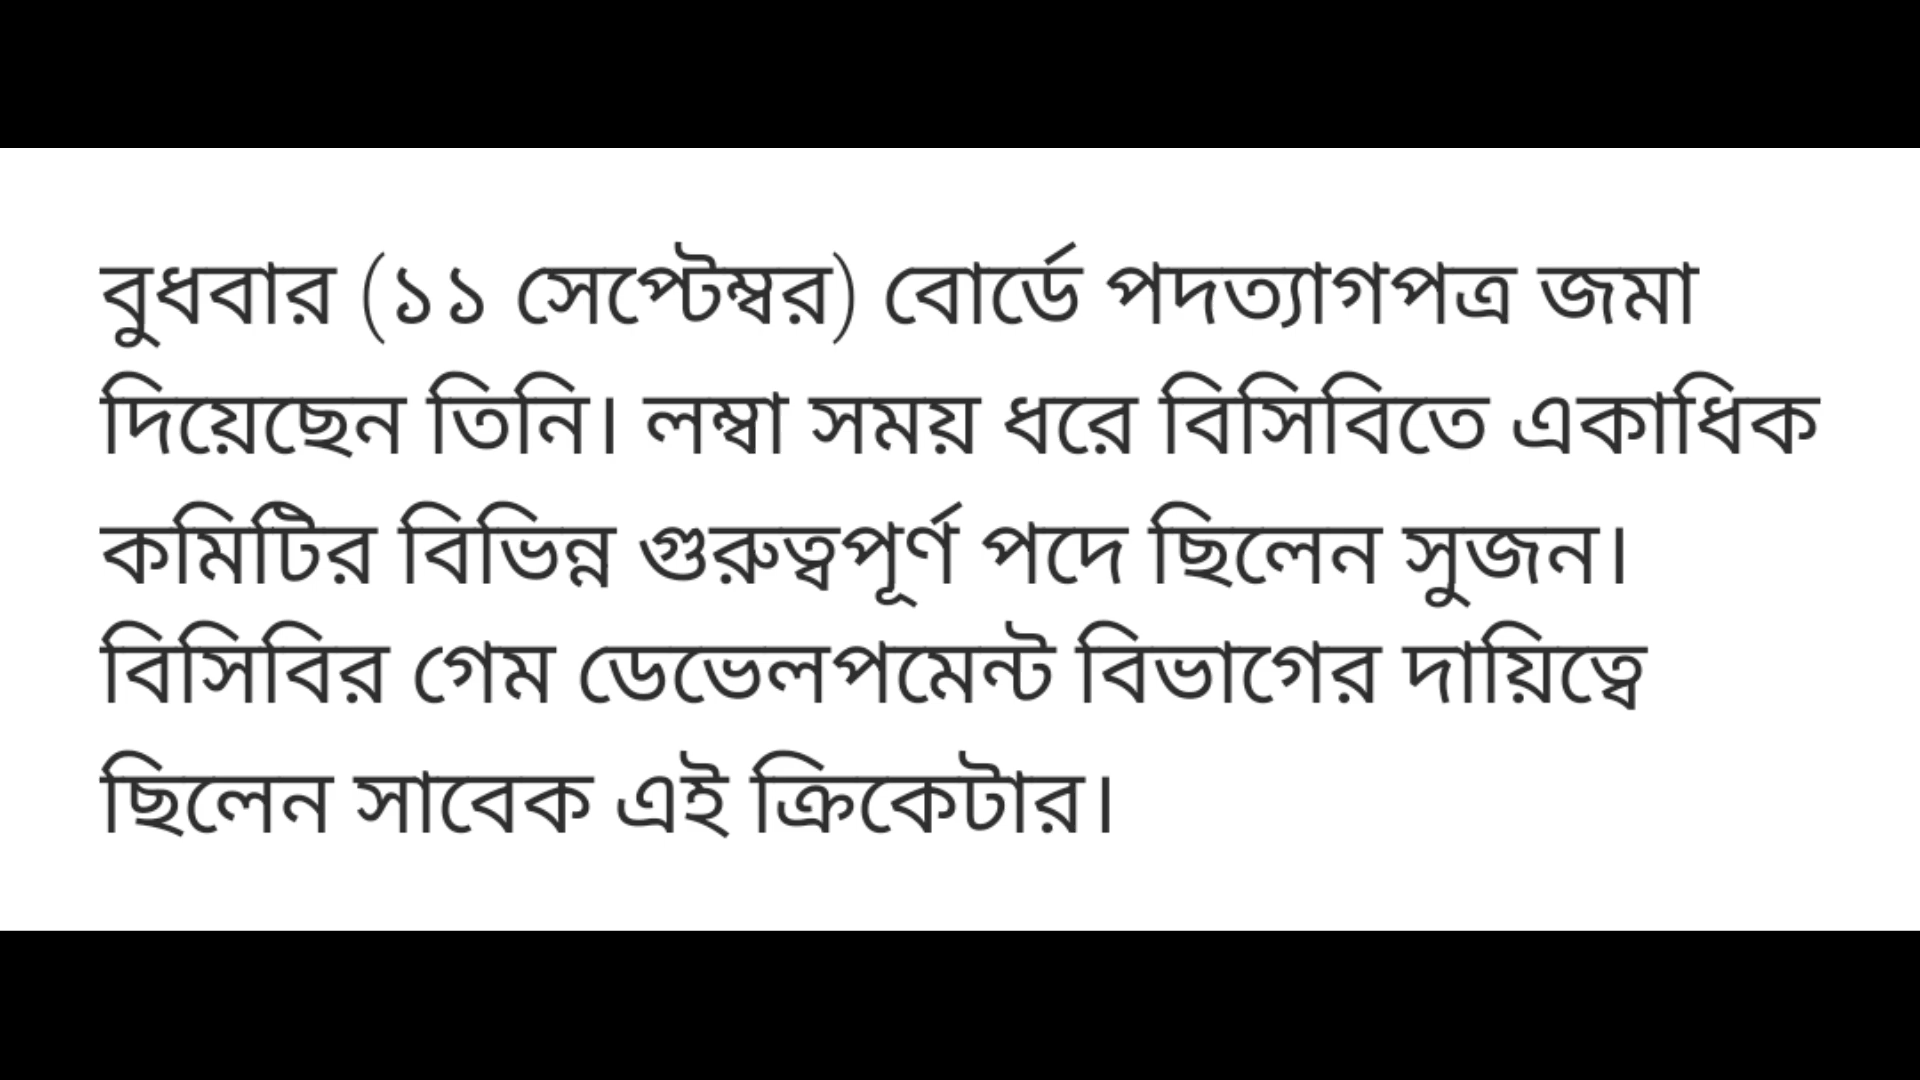 বুধবার (১১ সেপ্টেম্বর) বোর্ডে পদত্যাগপত্র জমা
দিয়েছেন তিনি। লম্বা সময় ধরে বিসিবিতে একাধিক
কমিটির বিভিন্ন গুরুত্বপূর্ণ পদে ছিলেন সুজন।
বিসিবির গেম ডেভেলপমেন্ট বিভাগের দায়িত্বে
ছিলেন সাবেক এই ক্রিকেটার।